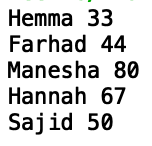 Hemma 33
Farhad 44
Manesha 80
Hannah 67
Sajid 50